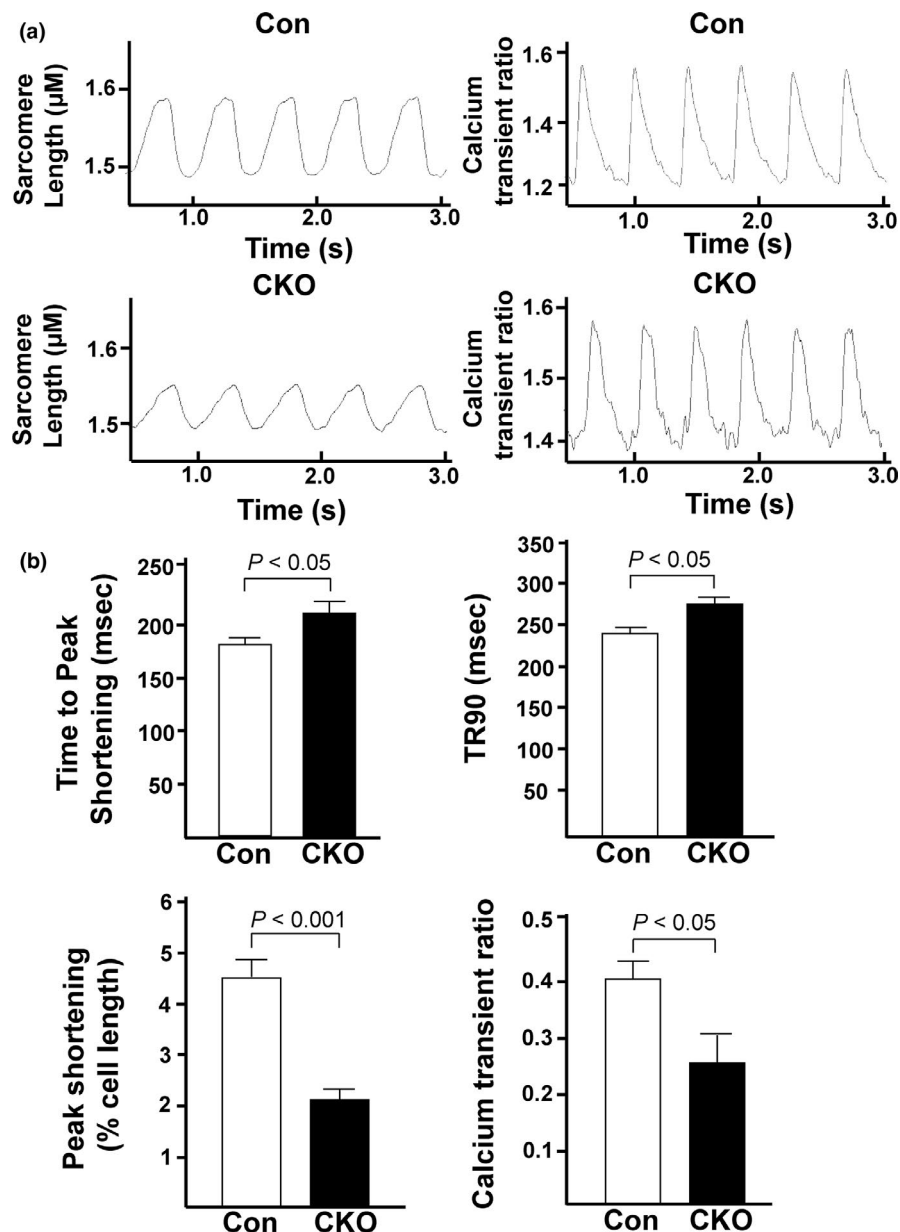 (a)
Con
Sarcomere
Length (µM)
1.6
1.5
1.0
2.0
3.0
Time (s)
Con
Calcium
transient ratio
1.6
1.4
1.2
1.0
2.0
3.0
Time (s)
CKO
Sarcomere
Length (µM)
1.6
1.5
1.0
2.0
3.0
Time (s)
CKO
Calcium
transient ratio
1.6
1.5
1.4
1.0
2.0
3.0
Time (s)
(b)
Time to Peak
Shortening (msec)
250
200
150
100
50
P < 0.05
Con
CKO
TR90 (msec)
350
300
250
200
150
100
50
P < 0.05
Con
CKO
Peak shortening
(% cell length)
6
5
4
3
2
1
P < 0.001
Con
CKO
Calcium transient ratio
0.5
0.4
0.3
0.2
0.1
P < 0.05
Con
CKO